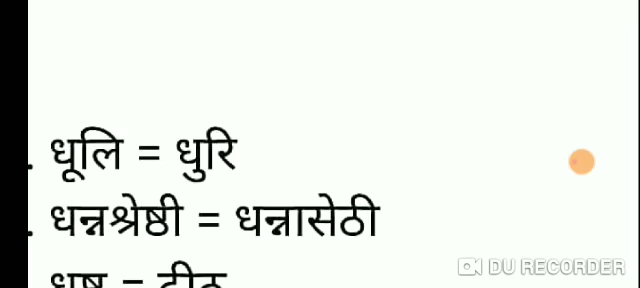 . धूलि = धुरि
. धन्नश्रेष्ठी = धन्नासेठी
DU RECORDER